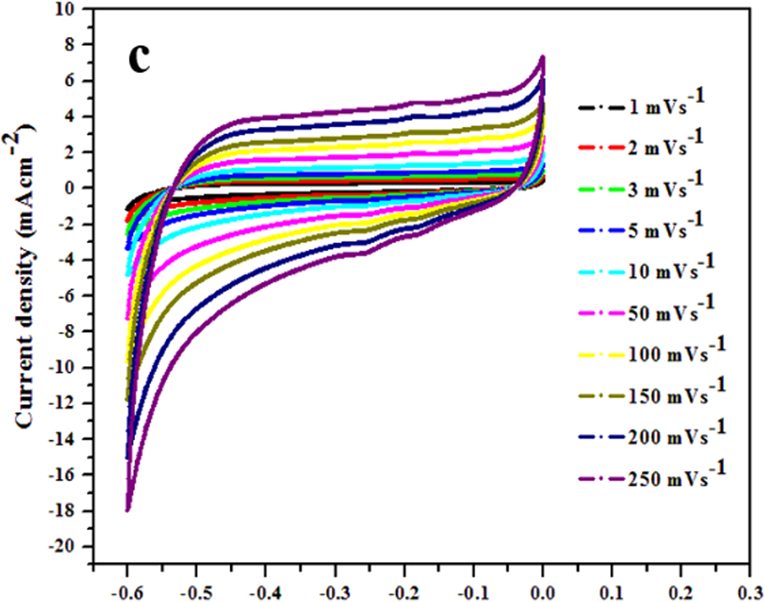 c
Current density (mAcm-2)
10
8
6
4
2
0
-2
-4
-6
-8
-10
-12
-14
-16
-18
-20
1 mVs-1
2 mVs-1
3 mVs-1
5 mVs-1
10 mVs-1
50 mVs-1
100 mVs-1
150 mVs-1
200 mVs-1
250 mVs-1
-0.6 -0.5 -0.4 -0.3 -0.2 -0.1 0.0 0.1 0.2 0.3